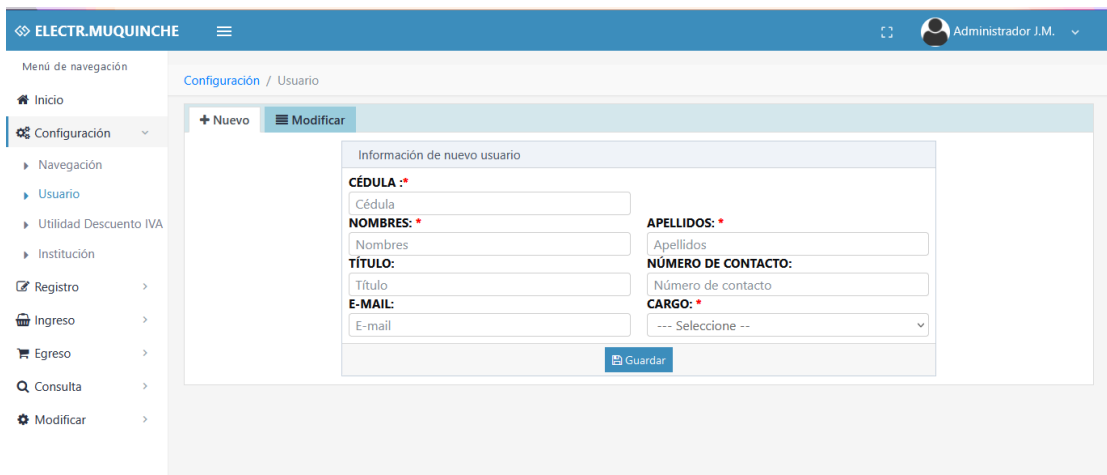 ELECTR.MUQUINCHE
Administrador J.M.
Menú de navegación
Inicio
Configuración
Navegación
Usuario
Utilidad Descuento IVA
Institución
Registro
Ingreso
Egreso
Consulta
Modificar
Configuración / Usuario
Nuevo Modificar
Información de nuevo usuario
CÉDULA :*
Cédula
NOMBRES: * APELLIDOS: *
Nombres Apellidos
TÍTULO: NÚMERO DE CONTACTO:
Título Número de contacto
E-MAIL: CARGO: *
E-mail --- Seleccione --
Guardar